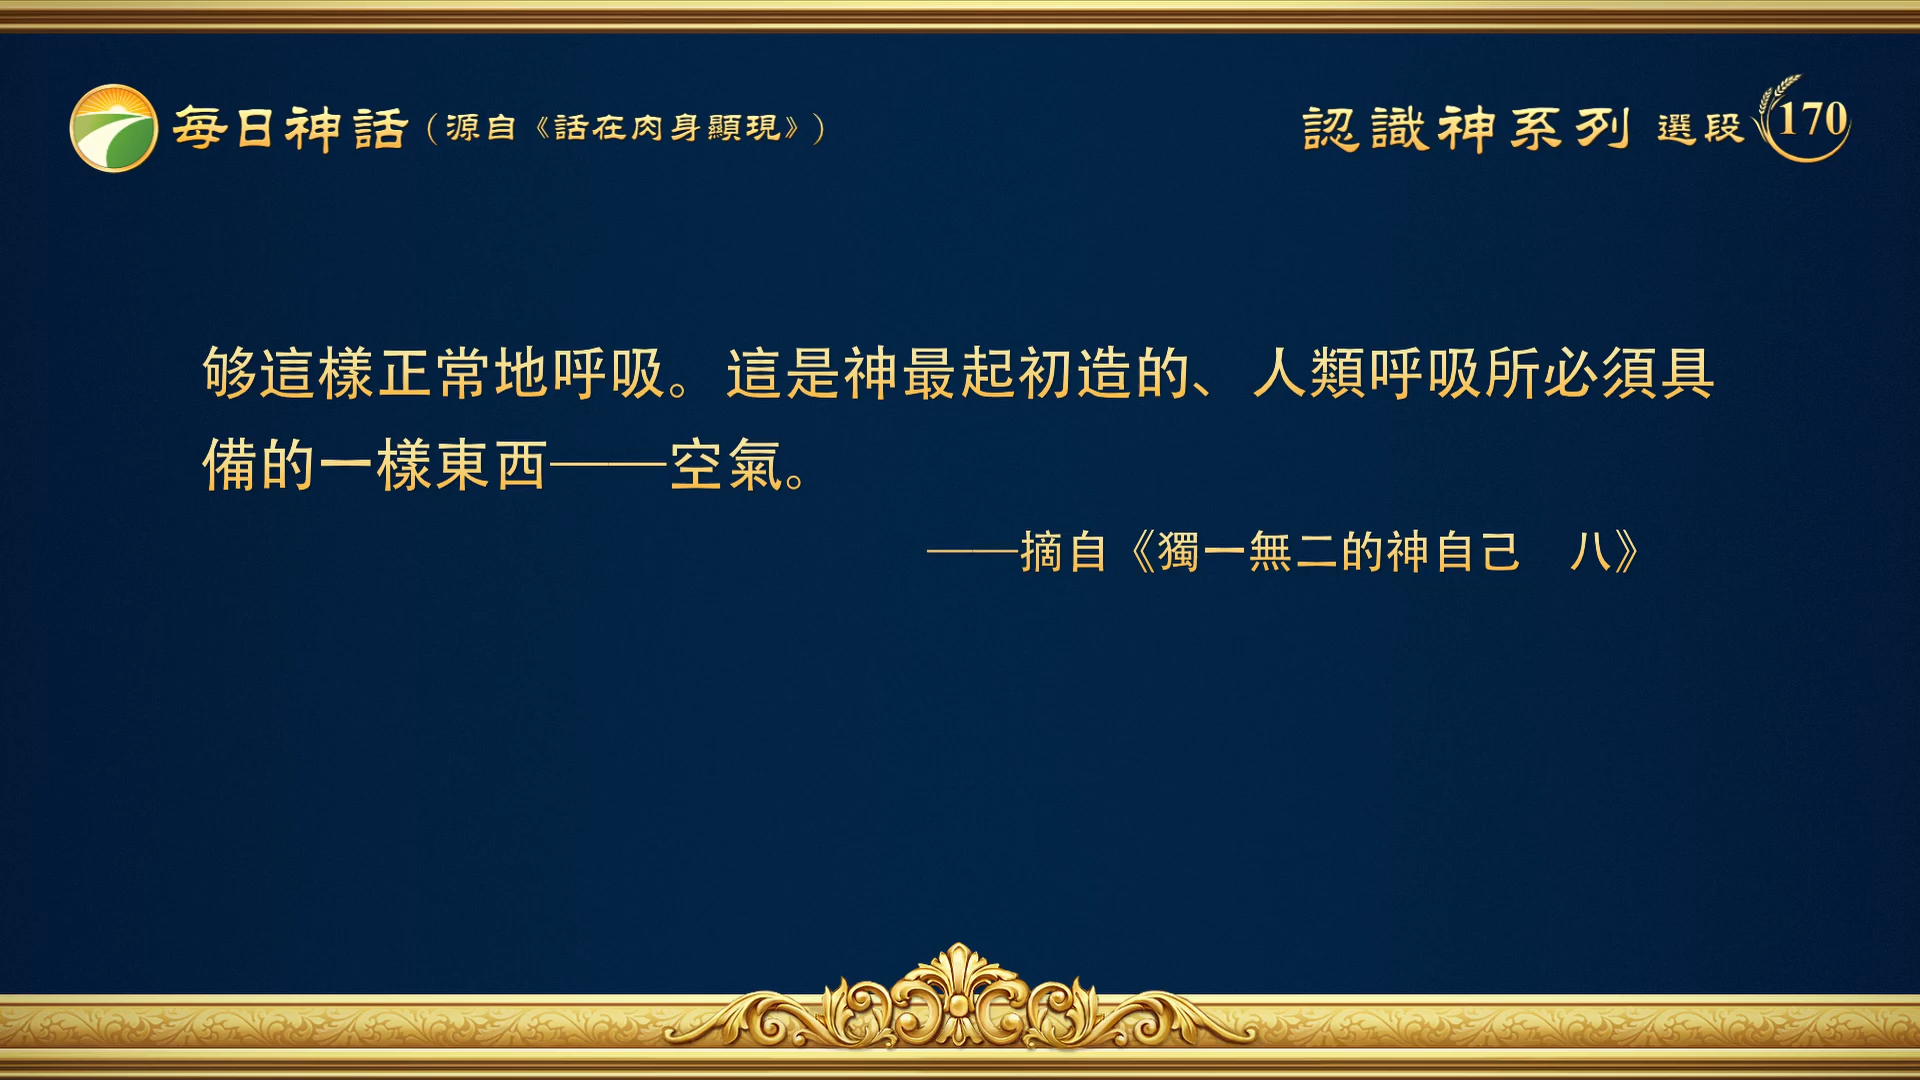 每日神話（源自《話在肉身顯現》）
認識神系列 選段 170
够這樣正常地呼吸。這是神最起初造的、人類呼吸所必須具
備的一樣東西——空氣。
——摘自《獨一無二的神自己　八》